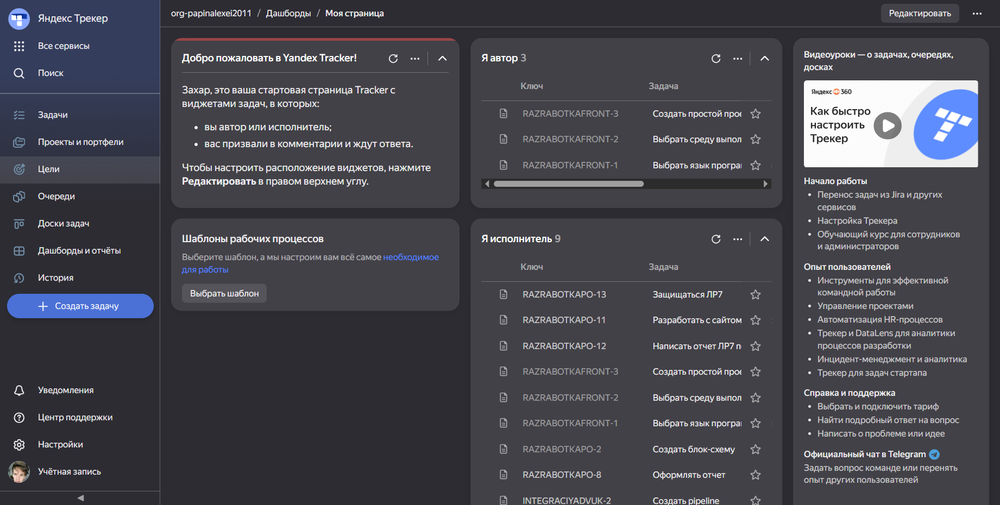 Яндекс Трекер
Все сервисы
Поиск
Задачи
Проекты и портфели
Цели
Очереди
Доски задач
Дашборды и отчёты
История
Создать задачу
Уведомления
Центр поддержки
Настройки
Учётная запись
org-papinalexei2011 / Дашборды / Моя страница
Редактировать
Добро пожаловать в Yandex Tracker!
Захар, это ваша стартовая страница Tracker с
виджетами задач, в которых:
• вы автор или исполнитель;
• вас призвали в комментарии и ждут ответа.
Чтобы настроить расположение виджетов, нажмите
Редактировать в правом верхнем углу.
Шаблоны рабочих процессов
Выберите шаблон, а мы настроим вам всё самое необходимое
для работы
Выбрать шаблон
Я автор 3
Ключ Задача
RAZRABOTKAFRONT-3 Создать простой прое
RAZRABOTKAFRONT-2 Выбрать среду выпол
RAZRABOTKAFRONT-1 Выбрать язык програ
Я исполнитель 9
Ключ Задача
RAZRABOTKAPO-13 Защищаться ЛР7
RAZRABOTKAPO-11 Разработать с сайтом
RAZRABOTKAPO-12 Написать отчет ЛР7 п
RAZRABOTKAFRONT-3 Создать простой прое
RAZRABOTKAFRONT-2 Выбрать среду выпол
RAZRABOTKAFRONT-1 Выбрать язык програ
RAZRABOTKAPO-2 Создать блок-схему
RAZRABOTKAPO-8 Оформлять отчет
INTEGRACIYADVUK-2 Создать pipeline
Видеоуроки — о задачах, очередях,
досках
Яндекс 360
Как быстро
настроить
Трекер
Начало работы
• Перенос задач из Jira и других
сервисов
• Настройка Трекера
• Обучающий курс для сотрудников
и администраторов
Опыт пользователей
• Инструменты для эффективной
командной работы
• Управление проектами
• Автоматизация HR-процессов
• Трекер и DataLens для аналитики
процессов разработки
• Инцидент-менеджмент и аналитика
• Трекер для задач стартапа
Справка и поддержка
• Выбрать и подключить тариф
• Найти подробный ответ на вопрос
• Написать о проблеме или идее
Официальный чат в Telegram
Задать вопрос команде или перенять
опыт других пользователей